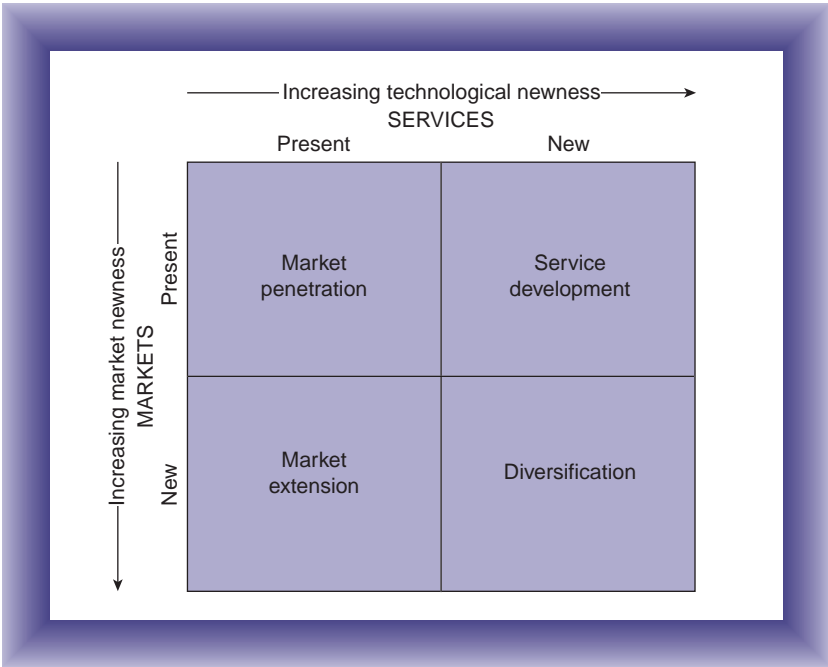 Increasing technological newness
SERVICES
Present New
Increasing market newness
MARKETS
Present
Market
penetration
Service
development
New
Market
extension
Diversification